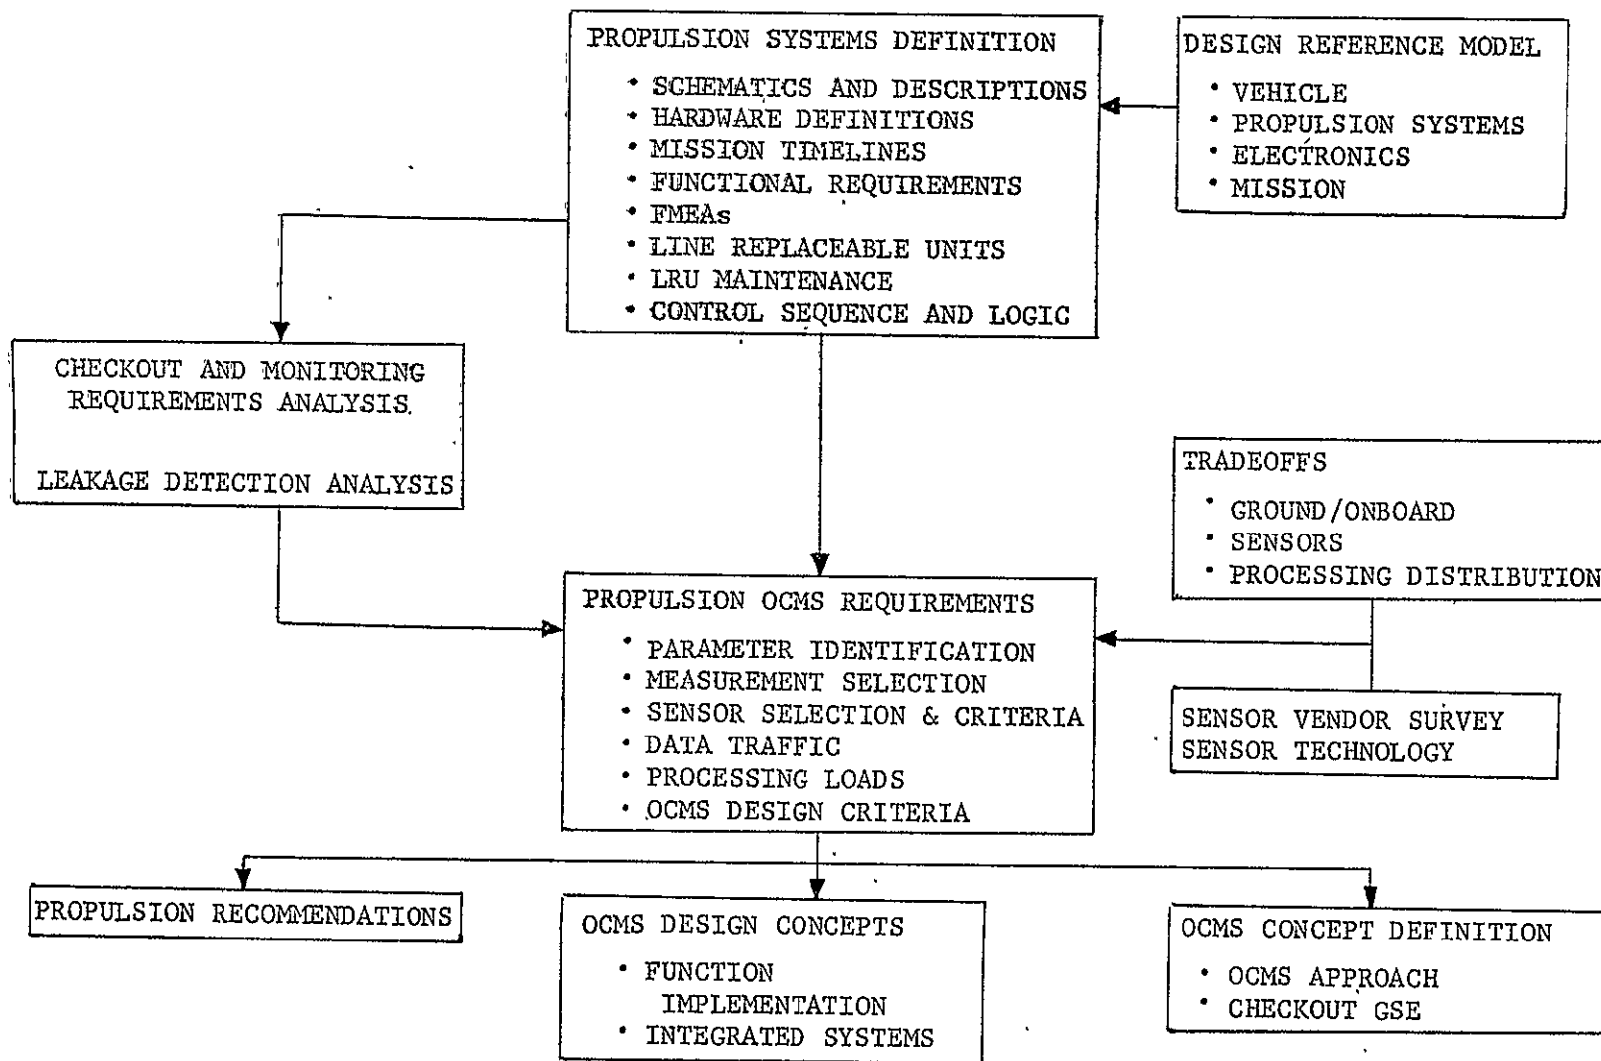 PROPULSION SYSTEMS DEFINITION
• SCHEMATICS AND DESCRIPTIONS
• HARDWARE DEFINITIONS
• MISSION TIMELINES
• FUNCTIONAL REQUIREMENTS
• FMEAs
• LINE REPLACEABLE UNITS
• LRU MAINTENANCE
• CONTROL SEQUENCE AND LOGIC
DESIGN REFERENCE MODEL
• VEHICLE
• PROPULSION SYSTEMS
• ELECTRONICS
• MISSION
CHECKOUT AND MONITORING
REQUIREMENTS ANALYSIS.
LEAKAGE DETECTION ANALYSIS
TRADEOFFS
• GROUND/ONBOARD
• SENSORS
• PROCESSING DISTRIBUTION
PROPULSION OCMS REQUIREMENTS
• PARAMETER IDENTIFICATION
• MEASUREMENT SELECTION
• SENSOR SELECTION & CRITERIA
• DATA TRAFFIC
• PROCESSING LOADS
• OCMS DESIGN CRITERIA
SENSOR VENDOR SURVEY
SENSOR TECHNOLOGY
PROPULSION RECOMMENDATIONS
OCMS DESIGN CONCEPTS
• FUNCTION
IMPLEMENTATION
• INTEGRATED SYSTEMS
OCMS CONCEPT DEFINITION
• OCMS APPROACH
• CHECKOUT GSE